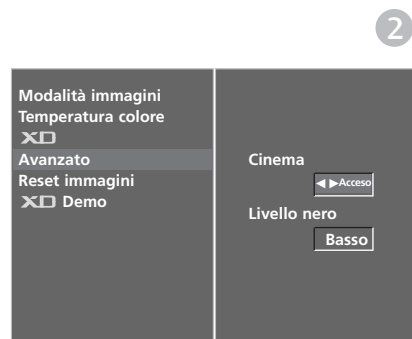 2
Modalità immagini
Temperatura colore
XD
Avanzato
Reset immagini
XD Demo
Cinema
◀ ▶Acceso
Livello nero
Basso